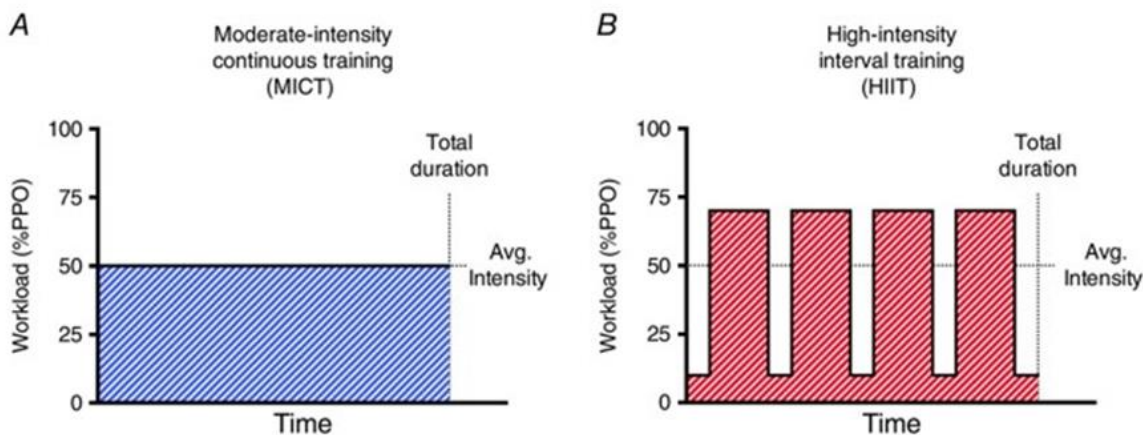 A
Moderate-intensity
continuous training
(MICT)
100
75
50
25
0
Workload (%PPO)
Total
duration
Avg.
Intensity
Time
B
High-intensity
interval training
(HIIT)
100
75
50
25
0
Workload (%PPO)
Total
duration
Avg.
Intensity
Time